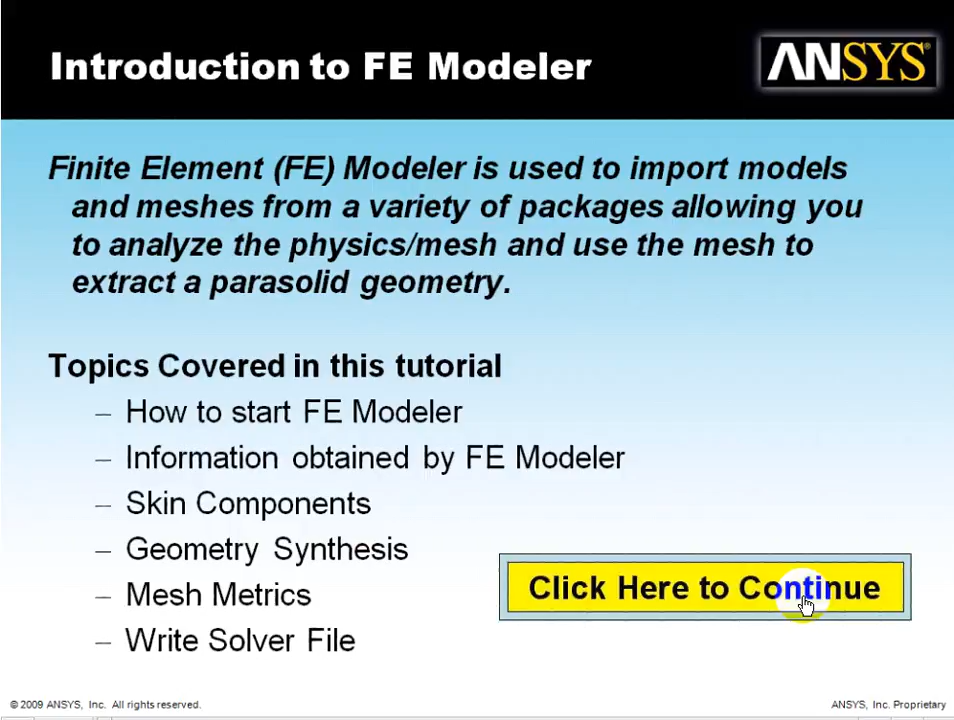 Introduction to FE Modeler
ANSYS®
Finite Element (FE) Modeler is used to import models
and meshes from a variety of packages allowing you
to analyze the physics/mesh and use the mesh to
extract a parasolid geometry.
Topics Covered in this tutorial
– How to start FE Modeler
– Information obtained by FE Modeler
– Skin Components
– Geometry Synthesis
– Mesh Metrics
– Write Solver File
Click Here to Continue
© 2009 ANSYS, Inc. All rights reserved.
ANSYS, Inc. Proprietary